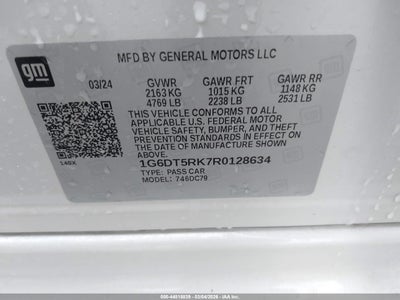 MFD BY GENERAL MOTORS LLC
gm
03/24 GVWR GAWR FRT GAWR RR
2163 KG 1015 KG 1148 KG
4769 LB 2238 LB 2531 LB
THIS VEHICLE CONFORMS TO ALL
APPLICABLE U.S. FEDERAL MOTOR VEHICLE
SAFETY, BUMPER, AND THEFT
PREVENTION STANDARDS IN EFFECT
ON THE DATE OF MANUFACTURE
SHOWN ABOVE.
1G6DT5RK7R0128634
TYPE: PASS CAR
MODEL: